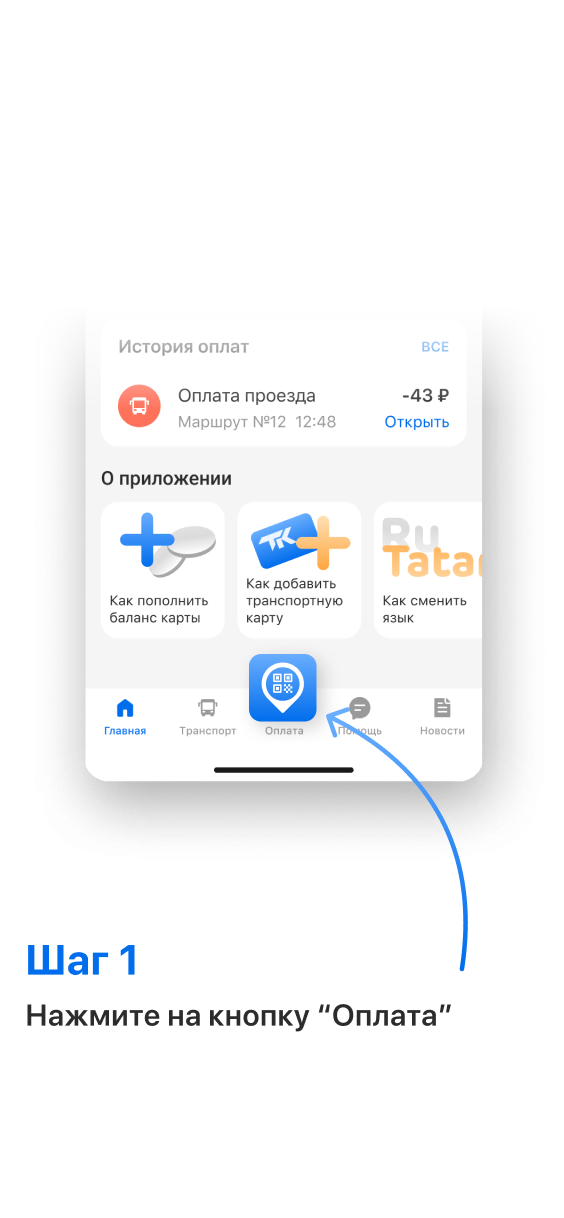 История оплат
ВСЕ
Оплата проезда
-43 ₽
Маршрут №12 12:48
Открыть
О приложении
ТК
Ru
Tatar
Как пополнить
баланс карты
Как добавить
транспортную
карту
Как сменить
язык
Главная
Транспорт
Оплата
Помощь
Новости
Шаг 1
Нажмите на кнопку “Оплата”